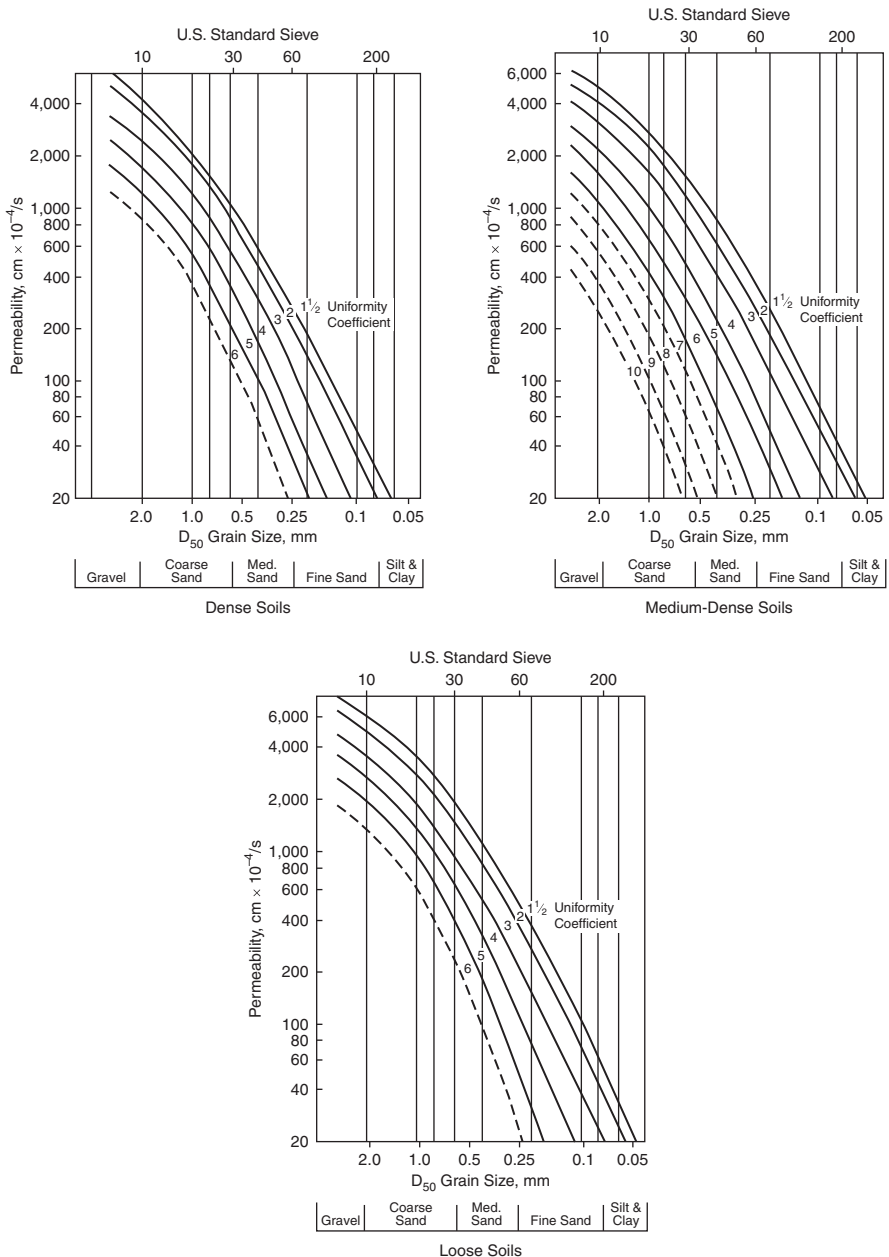 U.S. Standard Sieve
10 30 60 200
4,000
2,000
1,000
800
600
400
200
100
80
60
40
20
Permeability, cm × 10⁻⁴/s
1½ Uniformity
Coefficient
2
3
4
5
6
2.0 1.0 0.5 0.25 0.1 0.05
D₅₀ Grain Size, mm
Gravel
Coarse
Sand
Med.
Sand
Fine Sand
Silt &
Clay
Dense Soils
U.S. Standard Sieve
10 30 60 200
6,000
4,000
2,000
1,000
800
600
400
200
100
80
60
40
20
Permeability, cm × 10⁻⁴/s
1½ Uniformity
Coefficient
2
3
4
5
6
7
8
9
10
2.0 1.0 0.5 0.25 0.1 0.05
D₅₀ Grain Size, mm
Gravel
Coarse
Sand
Med.
Sand
Fine Sand
Silt &
Clay
Medium-Dense Soils
U.S. Standard Sieve
10 30 60 200
6,000
4,000
2,000
1,000
800
600
400
200
100
80
60
40
20
Permeability, cm × 10⁻⁴/s
1½ Uniformity
Coefficient
2
3
4
5
6
2.0 1.0 0.5 0.25 0.1 0.05
D₅₀ Grain Size, mm
Gravel
Coarse
Sand
Med.
Sand
Fine Sand
Silt &
Clay
Loose Soils